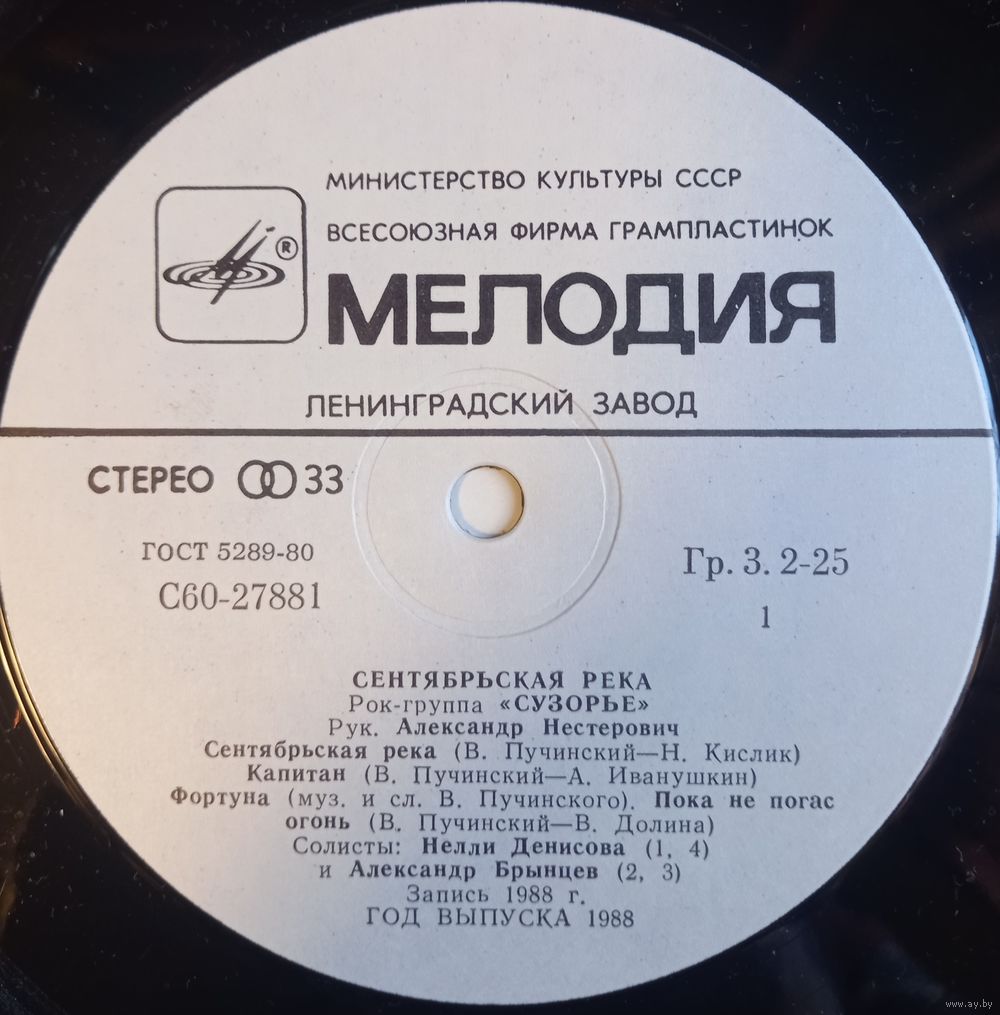 МИНИСТЕРСТВО КУЛЬТУРЫ СССР
ВСЕСОЮЗНАЯ ФИРМА ГРАМПЛАСТИНОК
®
МЕЛОДИЯ
ЛЕНИНГРАДСКИЙ ЗАВОД
СТЕРЕО 33
ГОСТ 5289-80
С60-27881
Гр. 3. 2-25
1
СЕНТЯБРЬСКАЯ РЕКА
Рок-группа «СУЗОРЬЕ»
Рук. Александр Нестерович
Сентябрьская река (В. Пучинский—Н. Кислик)
Капитан (В. Пучинский—А. Иванушкин)
Фортуна (муз. и сл. В. Пучинского). Пока не погас
огонь (В. Пучинский—В. Долина)
Солисты: Нелли Денисова (1, 4)
и Александр Брынцев (2, 3)
Запись 1988 г.
ГОД ВЫПУСКА 1988
www.ay.by